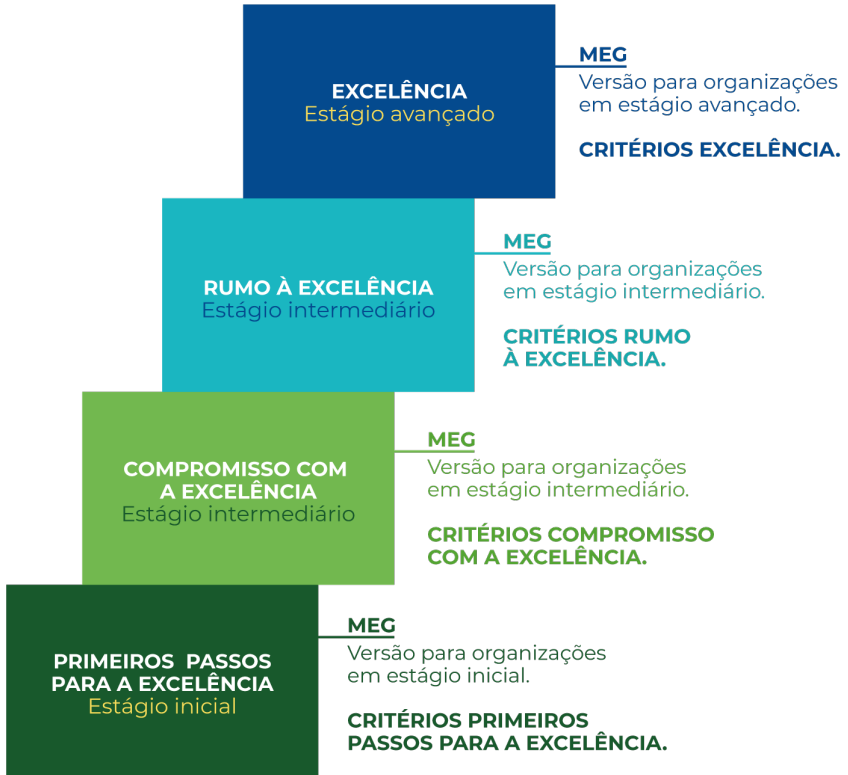 EXCELÊNCIA
Estágio avançado
MEG
Versão para organizações
em estágio avançado.
CRITÉRIOS EXCELÊNCIA.
RUMO À EXCELÊNCIA
Estágio intermediário
MEG
Versão para organizações
em estágio intermediário.
CRITÉRIOS RUMO
À EXCELÊNCIA.
COMPROMISSO COM
A EXCELÊNCIA
Estágio intermediário
MEG
Versão para organizações
em estágio intermediário.
CRITÉRIOS COMPROMISSO
COM A EXCELÊNCIA.
PRIMEIROS PASSOS
PARA A EXCELÊNCIA
Estágio inicial
MEG
Versão para organizações
em estágio inicial.
CRITÉRIOS PRIMEIROS
PASSOS PARA A EXCELÊNCIA.